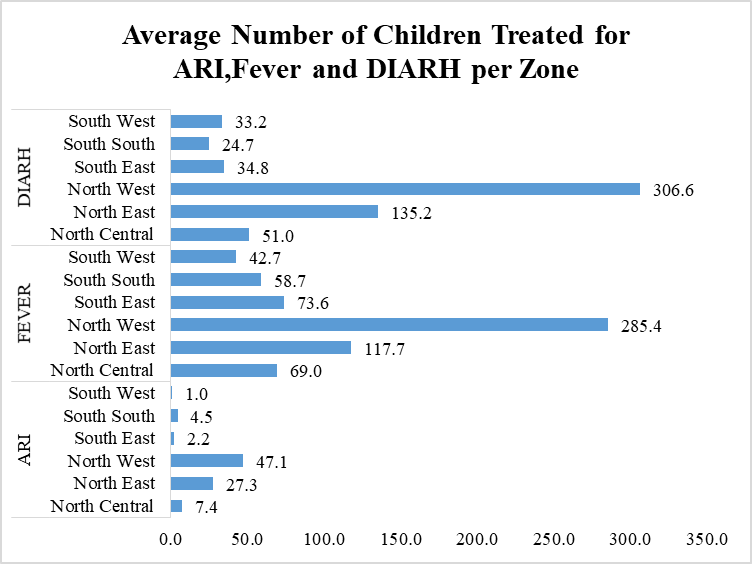 Average Number of Children Treated for
ARI,Fever and DIARH per Zone
DIARH
South West 33.2
South South 24.7
South East 34.8
North West 306.6
North East 135.2
North Central 51.0
FEVER
South West 42.7
South South 58.7
South East 73.6
North West 285.4
North East 117.7
North Central 69.0
ARI
South West 1.0
South South 4.5
South East 2.2
North West 47.1
North East 27.3
North Central 7.4
0.0 50.0 100.0 150.0 200.0 250.0 300.0 350.0